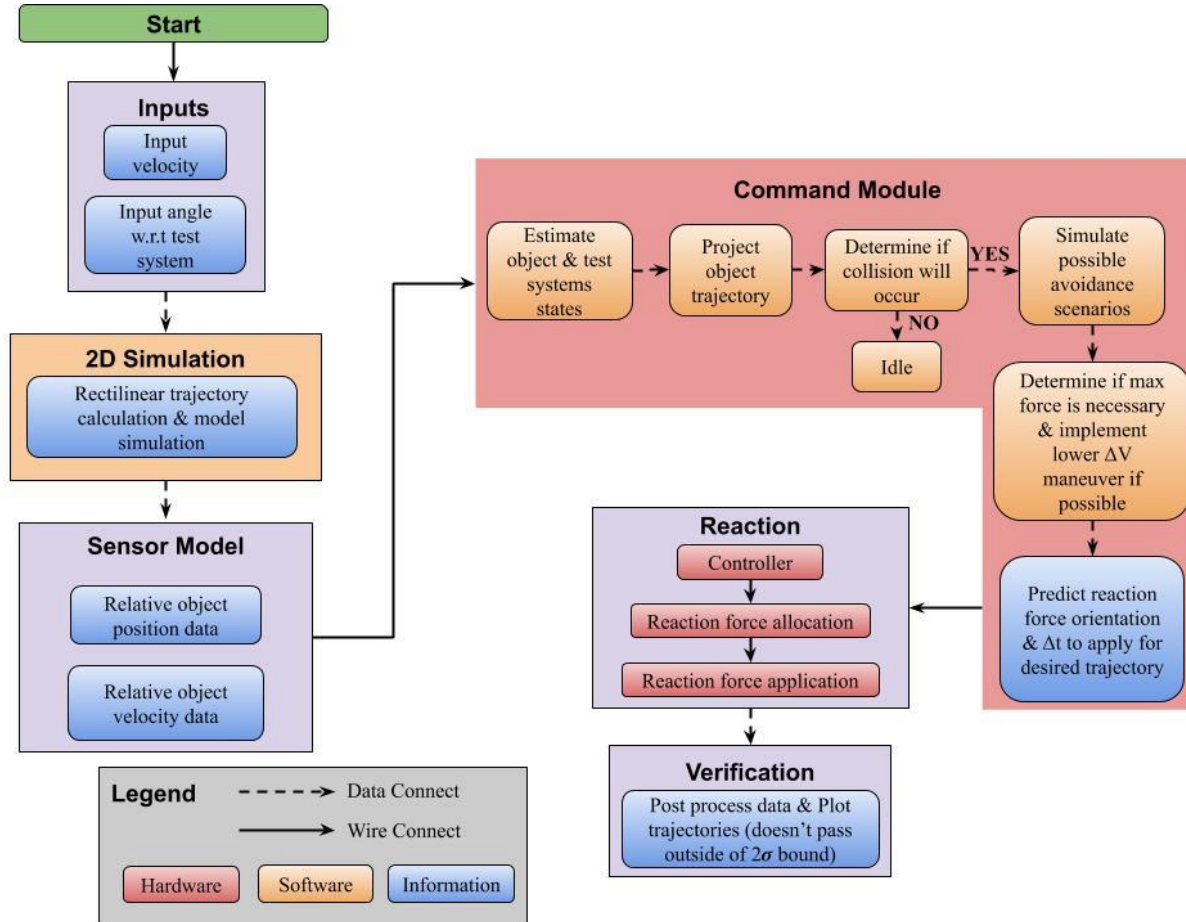 Start
Inputs
Input
velocity
Input angle
w.r.t test
system
2D Simulation
Rectilinear trajectory
calculation & model
simulation
Sensor Model
Relative object
position data
Relative object
velocity data
Command Module
Estimate
object & test
systems
states
Project
object
trajectory
Determine if
collision will
occur
YES
NO
Idle
Simulate
possible
avoidance
scenarios
Determine if max
force is necessary
& implement
lower ΔV
maneuver if
possible
Predict reaction
force orientation
& Δt to apply for
desired trajectory
Reaction
Controller
Reaction force allocation
Reaction force application
Verification
Post process data & Plot
trajectories (doesn't pass
outside of 2σ bound)
Legend
Data Connect
Wire Connect
Hardware
Software
Information